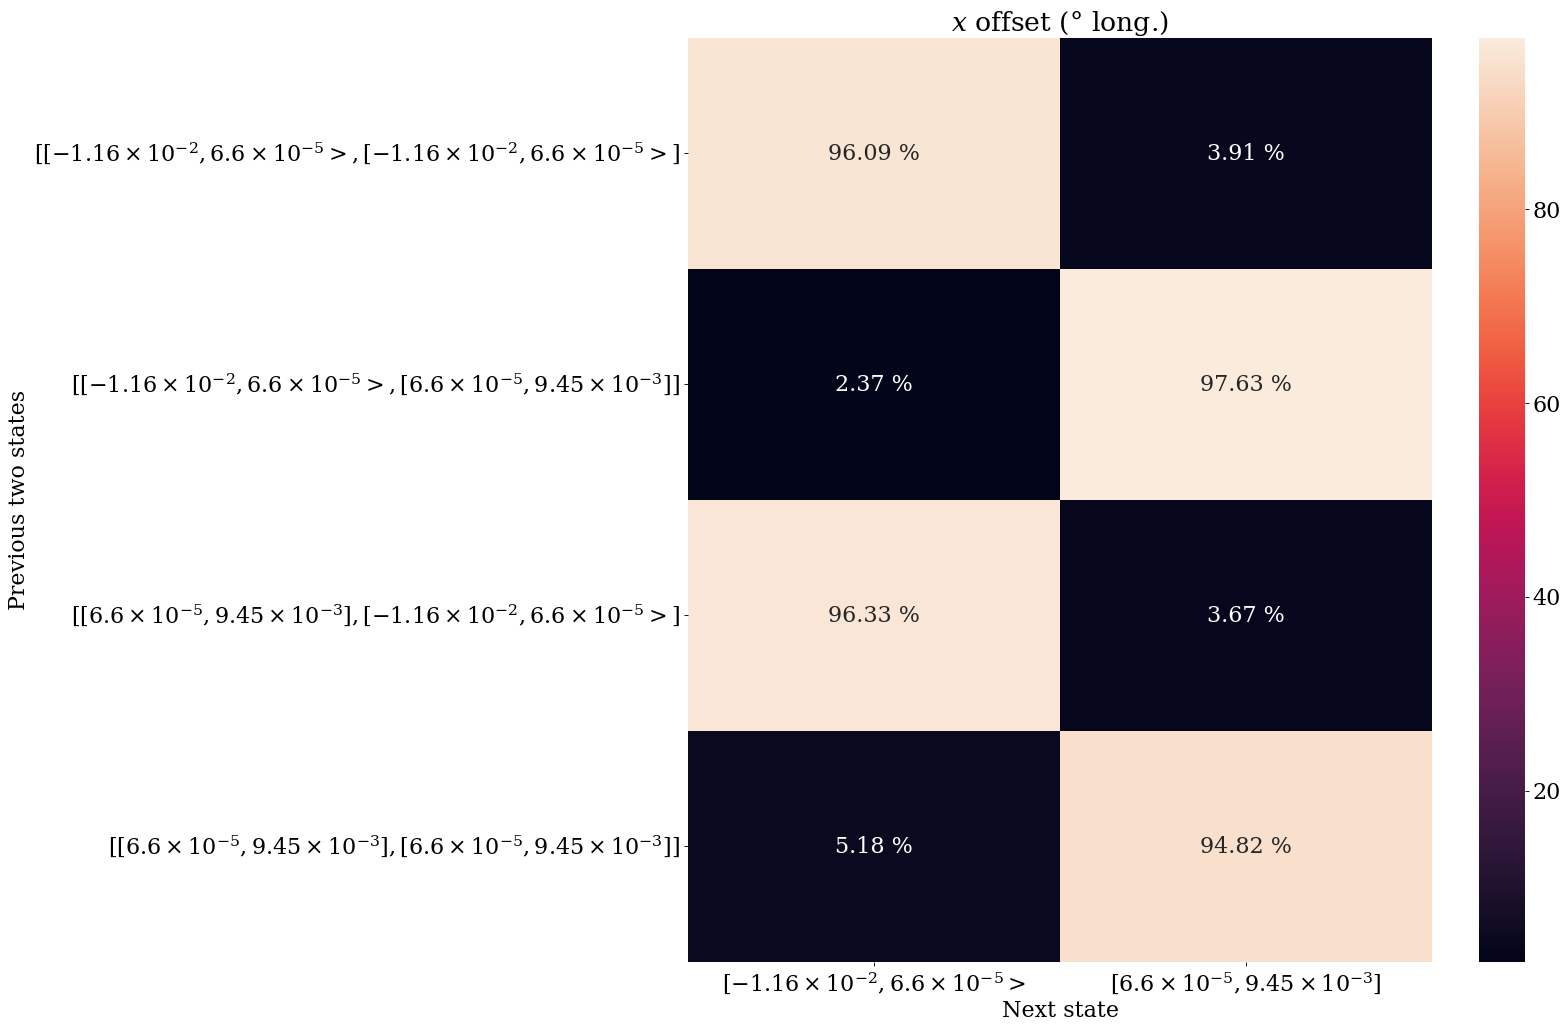 x offset (° long.)
[[−1.16 × 10⁻², 6.6 × 10⁻⁵ >, [−1.16 × 10⁻², 6.6 × 10⁻⁵ > ]
96.09 %
3.91 %
80
[[−1.16 × 10⁻², 6.6 × 10⁻⁵ >, [6.6 × 10⁻⁵, 9.45 × 10⁻³]]
2.37 %
97.63 %
60
Previous two states
[[6.6 × 10⁻⁵, 9.45 × 10⁻³], [−1.16 × 10⁻², 6.6 × 10⁻⁵ > ]
96.33 %
3.67 %
40
20
[[6.6 × 10⁻⁵, 9.45 × 10⁻³], [6.6 × 10⁻⁵, 9.45 × 10⁻³]]
5.18 %
94.82 %
[−1.16 × 10⁻², 6.6 × 10⁻⁵ >
[6.6 × 10⁻⁵, 9.45 × 10⁻³]
Next state